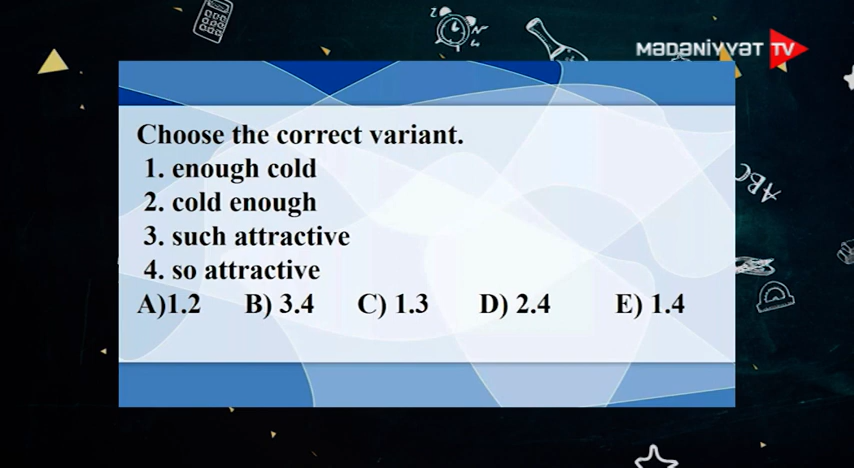 MƏDƏNİYYƏT TV
Choose the correct variant.
1. enough cold
2. cold enough
3. such attractive
4. so attractive
A)1.2 B) 3.4 C) 1.3 D) 2.4 E) 1.4
ABC